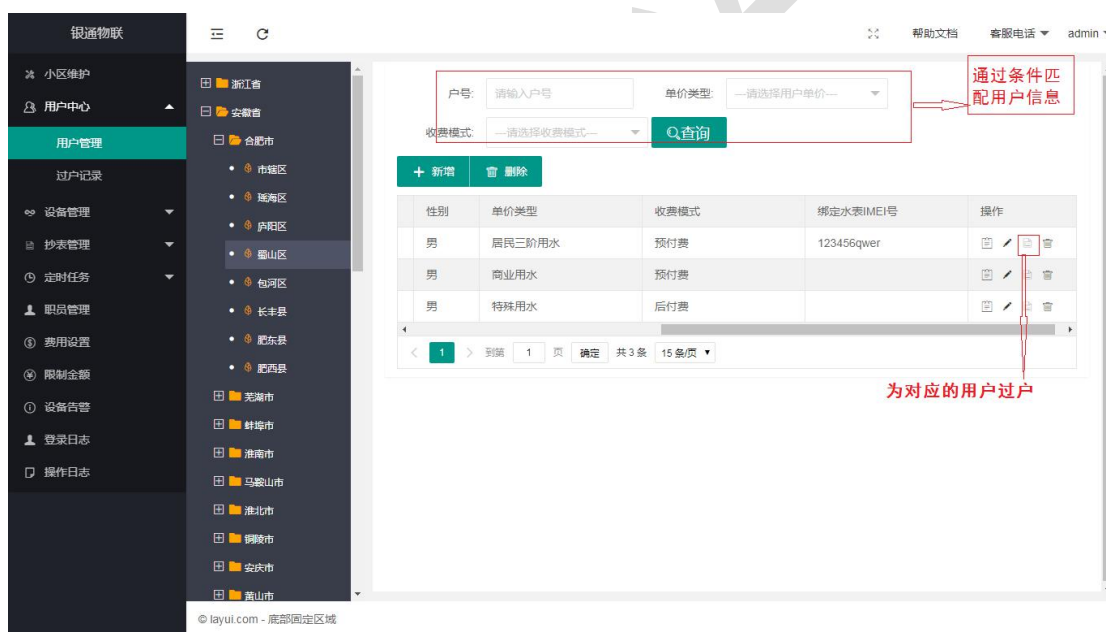 银通物联
帮助文档
客服电话
admin
小区维护
用户中心
用户管理
过户记录
设备管理
抄表管理
定时任务
职员管理
费用设置
限制金额
设备告警
登录日志
操作日志
浙江省
安徽省
合肥市
市辖区
瑶海区
庐阳区
蜀山区
包河区
长丰县
肥东县
肥西县
芜湖市
蚌埠市
淮南市
马鞍山市
淮北市
铜陵市
安庆市
黄山市
户号: 请输入户号 单价类型: —请选择用户单价—
收费模式: —请选择收费模式— 查询
通过条件匹
配用户信息
新增 删除
性别 单价类型 收费模式 绑定水表IMEI号 操作
男 居民三阶用水 预付费 123456qwer
男 商业用水 预付费
男 特殊用水 后付费
1 到第 1 页 确定 共 3 条 15 条/页
为对应的用户过户
© layui.com - 底部固定区域